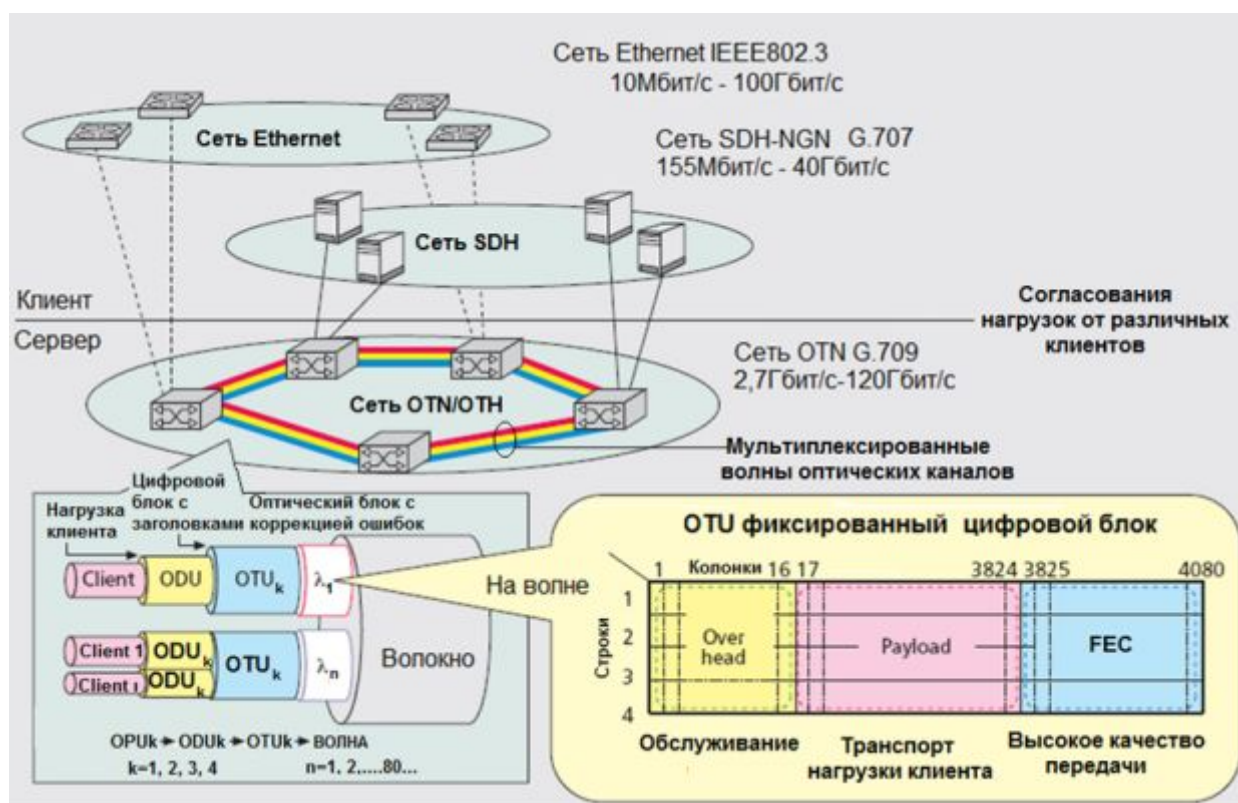 Сеть Ethernet IEEE802.3
10Мбит/с - 100Гбит/с
Сеть Ethernet
Сеть SDH-NGN G.707
155Мбит/с - 40Гбит/с
Сеть SDH
Клиент
Сервер
Согласования
нагрузок от различных
клиентов
Сеть OTN G.709
2,7Гбит/с-120Гбит/с
Сеть OTN/OTH
Мультиплексированные
волны оптических каналов
Цифровой
блок с
заголовками
Оптический блок с
коррекцией ошибок
Нагрузка
клиента
Client
ODU
OTUk
λ1
Client 1
ODUk
OTUk
λn
Client
ODUk
Волокно
OPUk ODUk OTUk ВОЛНА
k=1, 2, 3, 4
n=1, 2,....80...
На волне
OTU фиксированный цифровой блок
1 Колонки 16 17 3824 3825 4080
Строки
1
2
3
4
Over
head
Payload
FEC
Обслуживание
Транспорт
нагрузки клиента
Высокое качество
передачи